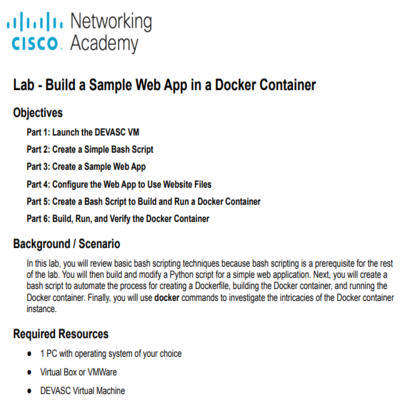 Networking
CISCO Academy
Lab - Build a Sample Web App in a Docker Container
Objectives
Part 1: Launch the DEVASC VM
Part 2: Create a Simple Bash Script
Part 3: Create a Sample Web App
Part 4: Configure the Web App to Use Website Files
Part 5: Create a Bash Script to Build and Run a Docker Container
Part 6: Build, Run, and Verify the Docker Container
Background / Scenario
In this lab, you will review basic bash scripting techniques because bash scripting is a prerequisite for the rest
of the lab. You will then build and modify a Python script for a simple web application. Next, you will create a
bash script to automate the process for creating a Dockerfile, building the Docker container, and running the
Docker container. Finally, you will use docker commands to investigate the intricacies of the Docker container
instance.
Required Resources
● 1 PC with operating system of your choice
● Virtual Box or VMWare
● DEVASC Virtual Machine